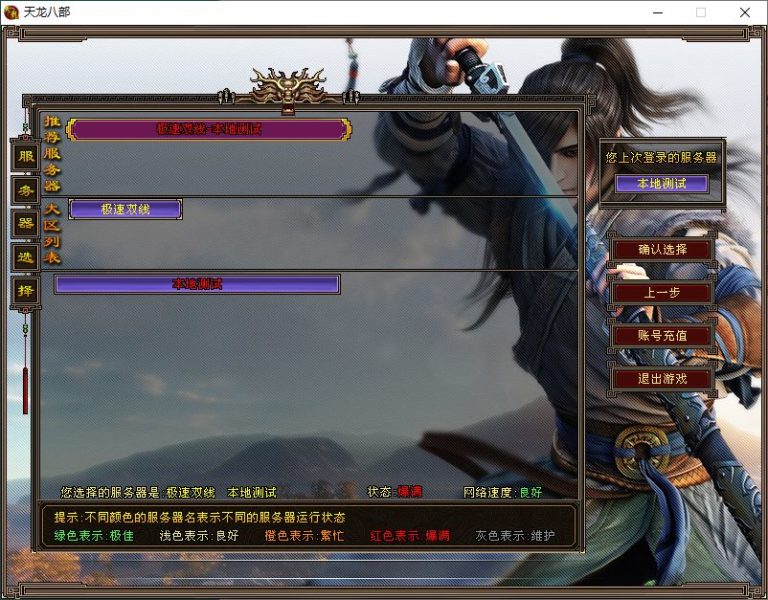 天龙八部
推荐服务器
极速双线-本地测试
服务器选择
大区列表
极速双线
本地测试
您上次登录的服务器
本地测试
确认选择
上一步
账号充值
退出游戏
您选择的服务器是 极速双线 本地测试 状态:爆满 网络速度:良好
提示:不同颜色的服务器名表示不同的服务器运行状态
绿色表示:极佳 浅色表示:良好 橙色表示:繁忙 红色表示:爆满 灰色表示:维护